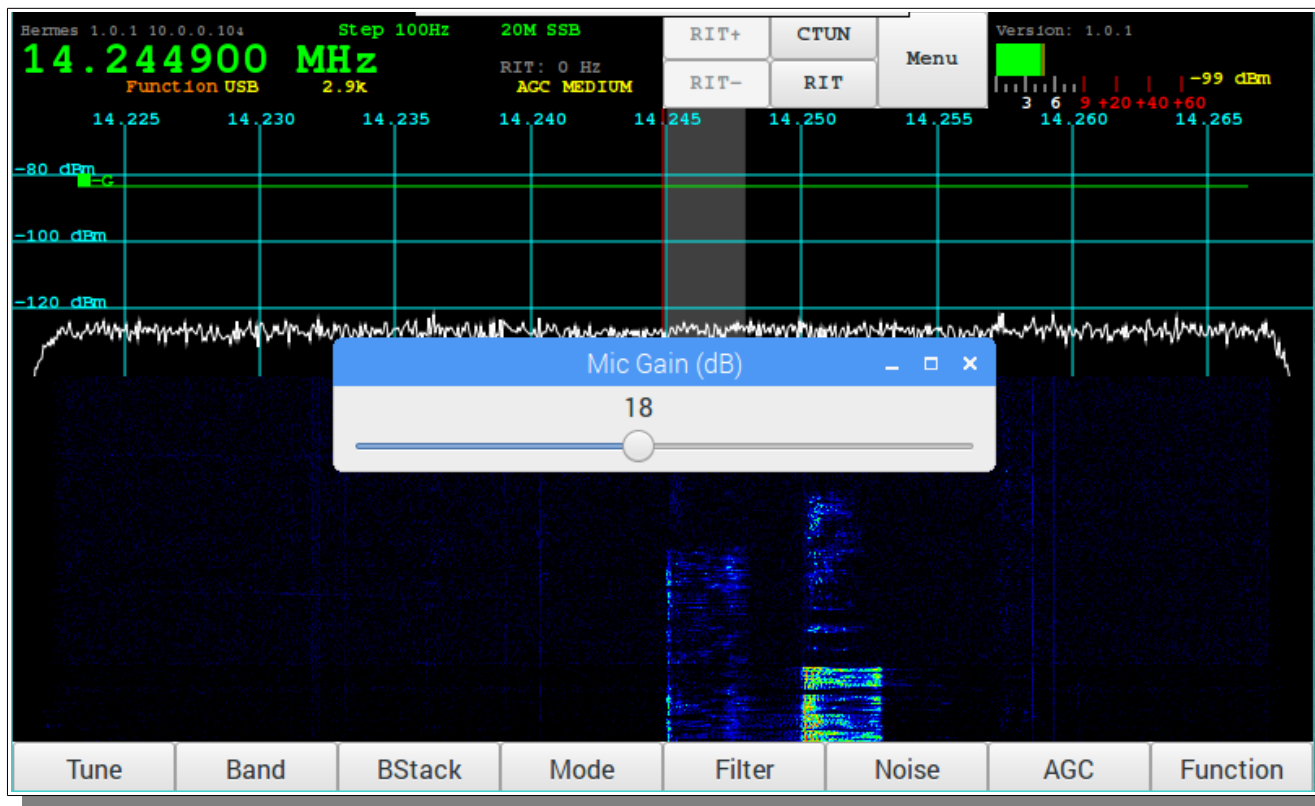 Hermes 1.0.1 10.0.0.104
Step 100Hz
20M SSB
14.244900 MHz
RIT: 0 Hz
Function USB 2.9k AGC MEDIUM
RIT+ CTUN
Menu
RIT- RIT
Version: 1.0.1
-99 dBm
3 6 9 +20 +40 +60
14.225 14.230 14.235 14.240 14.245 14.250 14.255 14.260 14.265
-80 dBm
-G
-100 dBm
-120 dBm
Mic Gain (dB)
18
Tune Band BStack Mode Filter Noise AGC Function